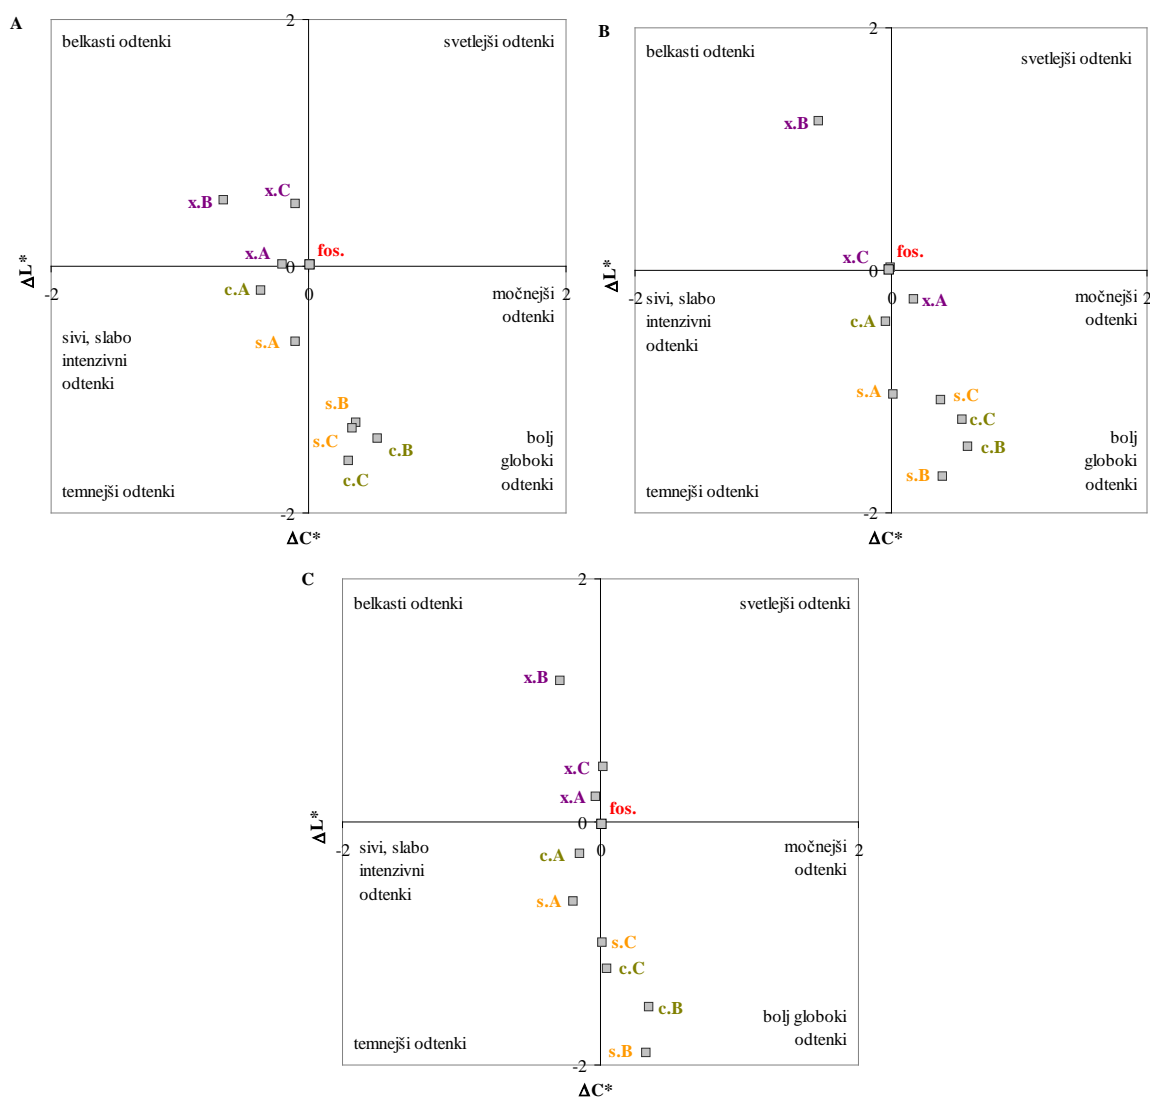 A
2
belkasti odtenki
svetlejši odtenki
x.B
x.C
x.A
fos.
ΔL*
0
-2
0
2
c.A
močnejši
odtenki
sivi, slabo
intenzivni
odtenki
s.A
s.B
s.C
c.B
c.C
bolj
globoki
odtenki
temnejši odtenki
-2
ΔC*
B
2
belkasti odtenki
svetlejši odtenki
x.B
x.C
fos.
ΔL*
0
-2
0
2
x.A
sivi, slabo
intenzivni
odtenki
močnejši
odtenki
c.A
s.A
s.C
c.C
c.B
s.B
bolj
globoki
odtenki
temnejši odtenki
-2
ΔC*
C
2
belkasti odtenki
svetlejši odtenki
x.B
x.C
x.A
fos.
ΔL*
0
-2
0
2
sivi, slabo
intenzivni
odtenki
močnejši
odtenki
c.A
s.A
s.C
c.C
c.B
s.B
bolj globoki
odtenki
temnejši odtenki
-2
ΔC*